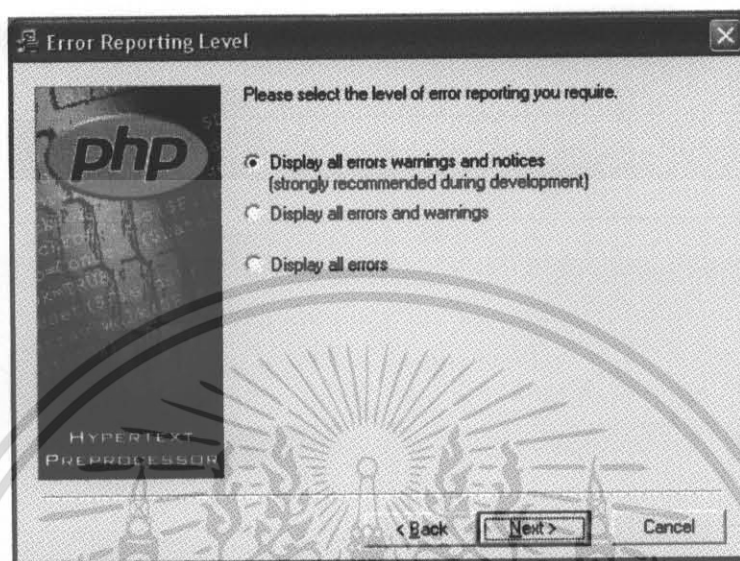 Error Reporting Level
Please select the level of error reporting you require.
php
Display all errors warnings and notices
(strongly recommended during development)
Display all errors and warnings
Display all errors
HYPERTEXT
PREPROCESSOR
< Back
Next >
Cancel